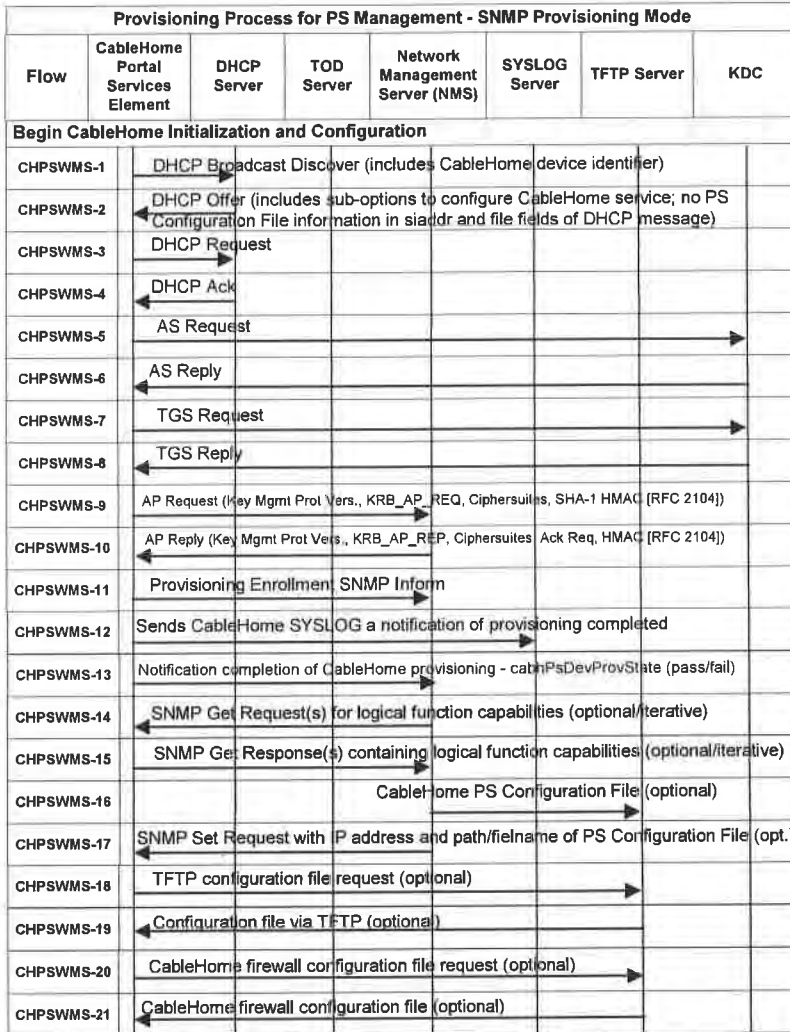 Provisioning Process for PS Management - SNMP Provisioning Mode
Flow
CableHome
Portal
Services
Element
DHCP
Server
TOD
Server
Network
Management
Server (NMS)
SYSLOG
Server
TFTP Server
KDC
Begin CableHome Initialization and Configuration
CHPSWMS-1
DHCP Broadcast Discover (includes CableHome device identifier)
CHPSWMS-2
DHCP Offer (includes sub-options to configure CableHome service; no PS
Configuration File information in siaddr and file fields of DHCP message)
CHPSWMS-3
DHCP Request
CHPSWMS-4
DHCP Ack
CHPSWMS-5
AS Request
CHPSWMS-6
AS Reply
CHPSWMS-7
TGS Request
CHPSWMS-8
TGS Reply
CHPSWMS-9
AP Request (Key Mgmt Prot Vers., KRB_AP_REQ, Ciphersuites, SHA-1 HMAC [RFC 2104])
CHPSWMS-10
AP Reply (Key Mgmt Prot Vers., KRB_AP_REP, Ciphersuites, Ack Req, HMAC [RFC 2104])
CHPSWMS-11
Provisioning Enrollment SNMP Inform
CHPSWMS-12
Sends CableHome SYSLOG a notification of provisioning completed
CHPSWMS-13
Notification completion of CableHome provisioning - cabhPsDevProvState (pass/fail)
CHPSWMS-14
SNMP Get Request(s) for logical function capabilities (optional/iterative)
CHPSWMS-15
SNMP Get Response(s) containing logical function capabilities (optional/iterative)
CHPSWMS-16
CableHome PS Configuration File (optional)
CHPSWMS-17
SNMP Set Request with IP address and path/fielname of PS Configuration File (opt.
CHPSWMS-18
TFTP configuration file request (optional)
CHPSWMS-19
Configuration file via TFTP (optional)
CHPSWMS-20
CableHome firewall configuration file request (optional)
CHPSWMS-21
CableHome firewall configuration file (optional)